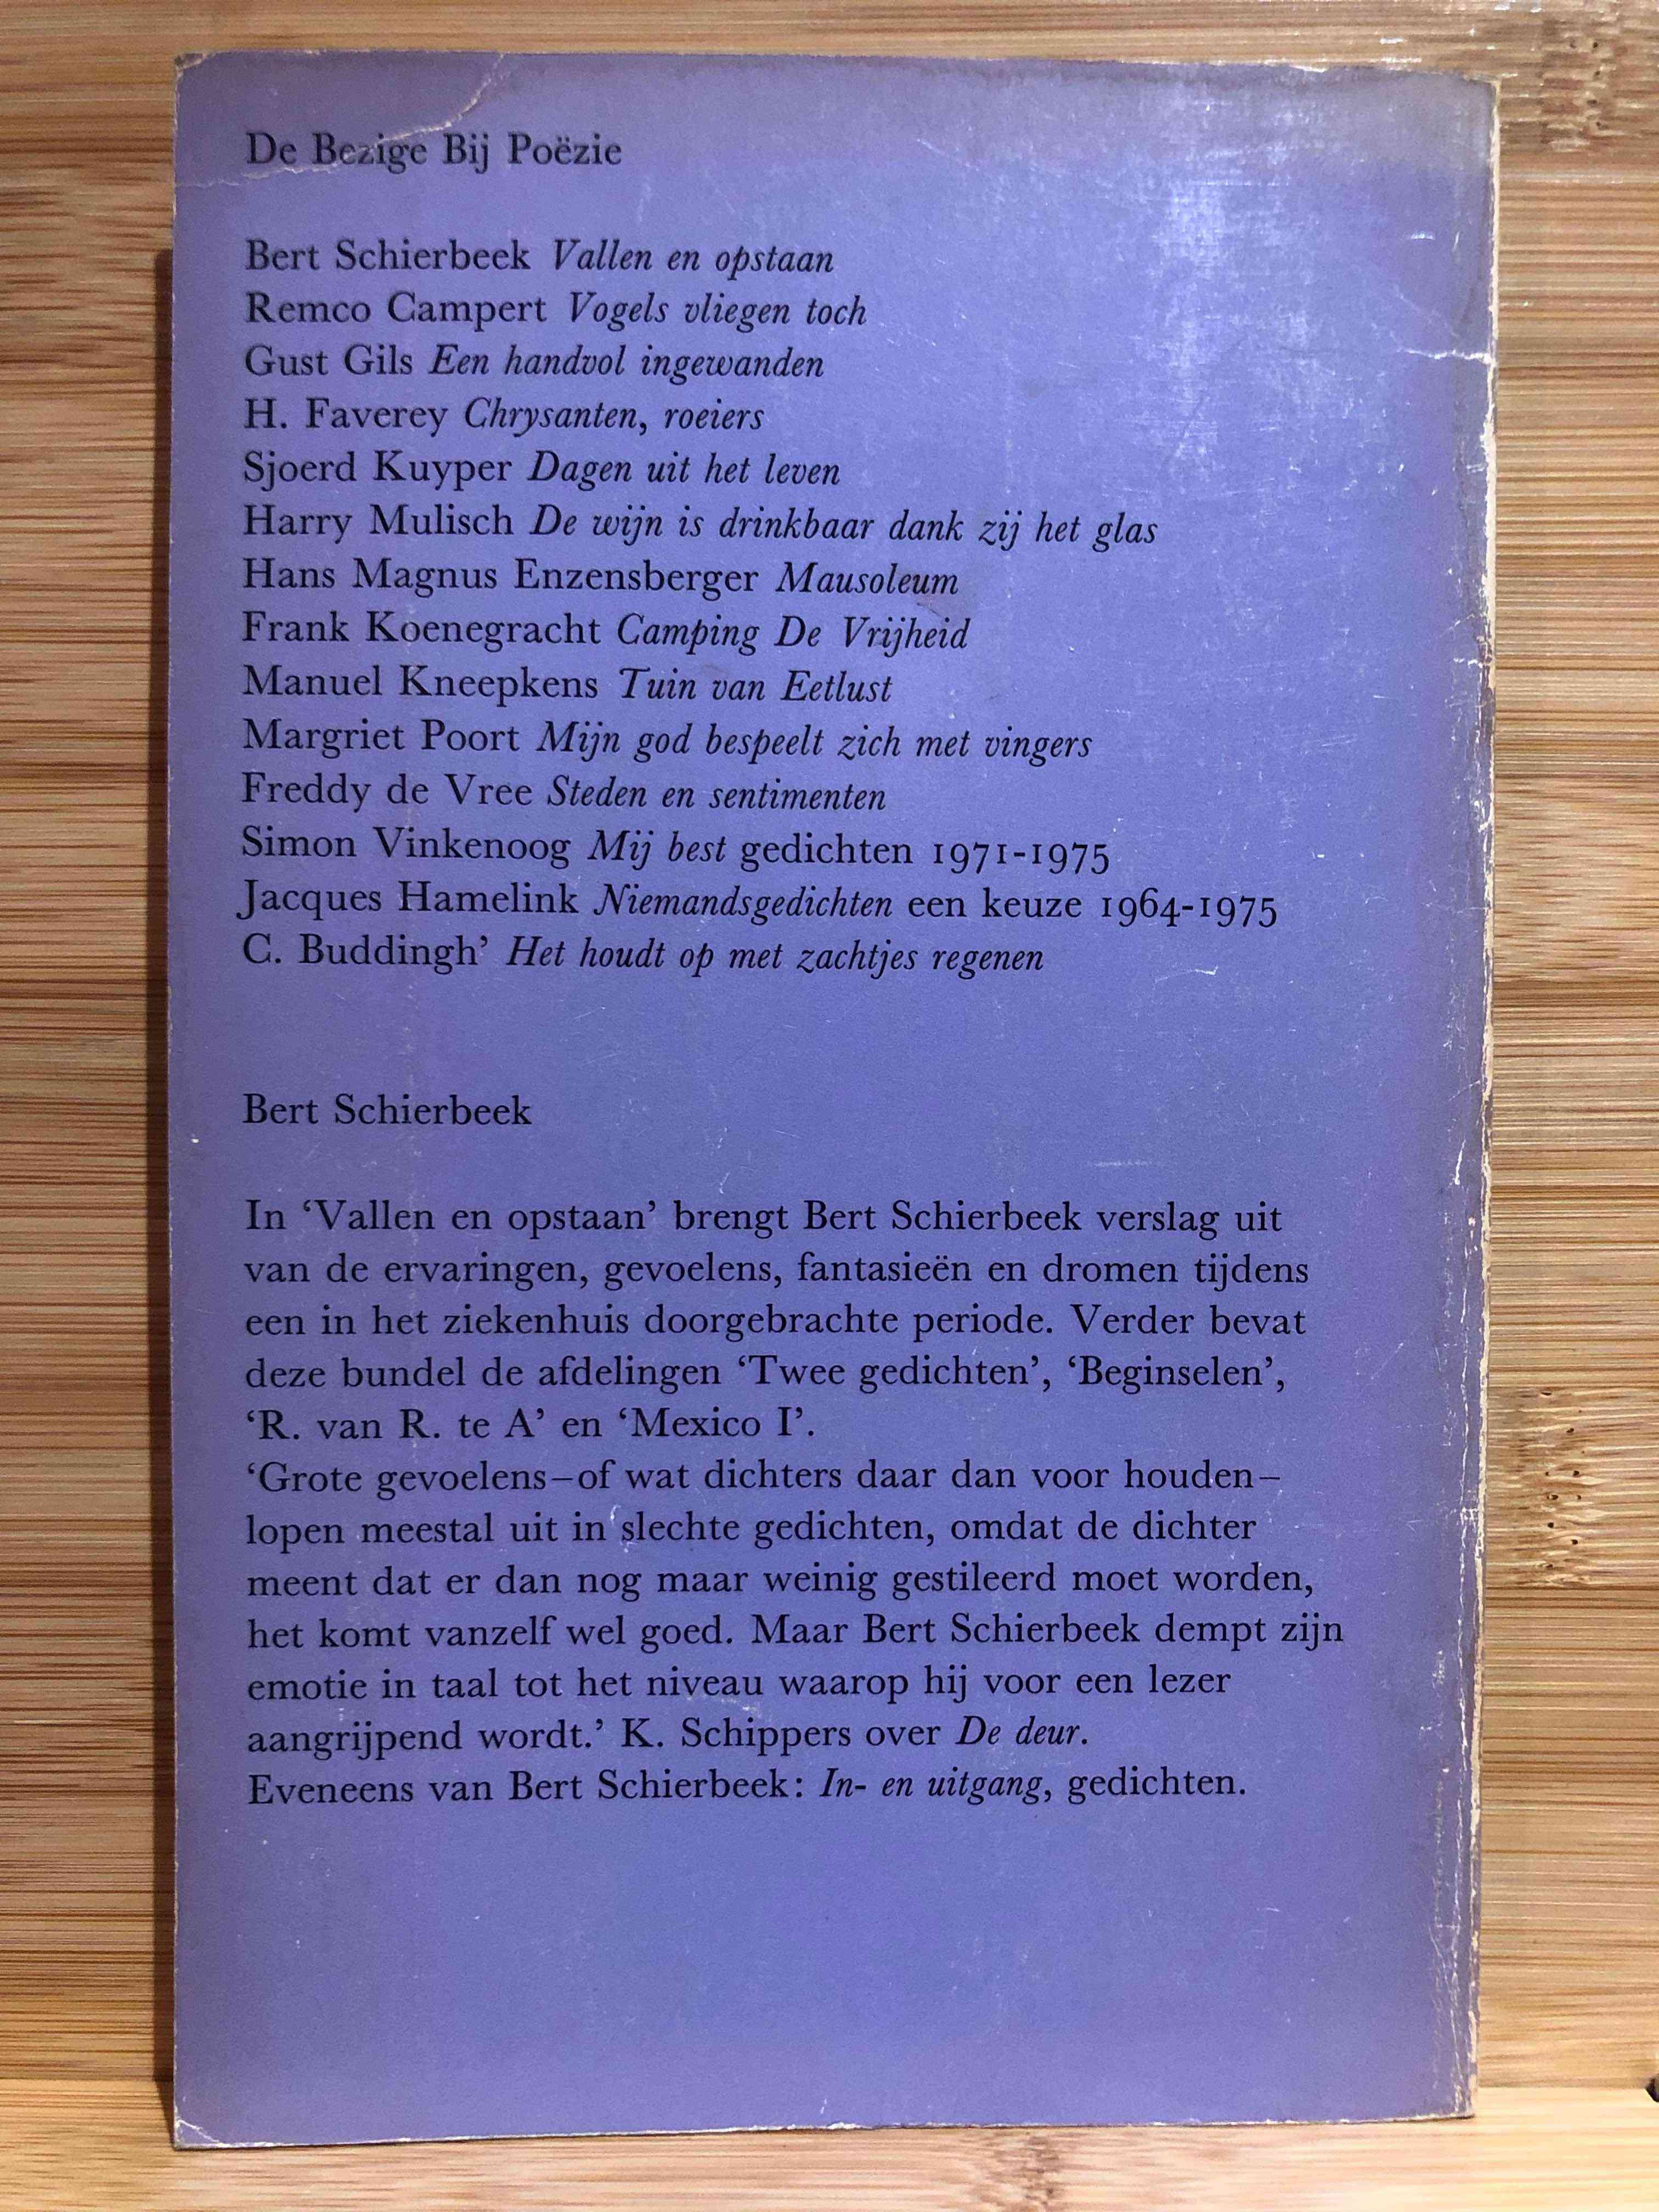 De Bezige Bij Poëzie
Bert Schierbeek Vallen en opstaan
Remco Campert Vogels vliegen toch
Gust Gils Een handvol ingewanden
H. Faverey Chrysanten, roeiers
Sjoerd Kuyper Dagen uit het leven
Harry Mulisch De wijn is drinkbaar dank zij het glas
Hans Magnus Enzensberger Mausoleum
Frank Koenegracht Camping De Vrijheid
Manuel Kneepkens Tuin van Eetlust
Margriet Poort Mijn god bespeelt zich met vingers
Freddy de Vree Steden en sentimenten
Simon Vinkenoog Mij best gedichten 1971-1975
Jacques Hamelink Niemandsgedichten een keuze 1964-1975
C. Buddingh’ Het houdt op met zachtjes regenen
Bert Schierbeek
In ‘Vallen en opstaan’ brengt Bert Schierbeek verslag uit
van de ervaringen, gevoelens, fantasieën en dromen tijdens
een in het ziekenhuis doorgebrachte periode. Verder bevat
deze bundel de afdelingen ‘Twee gedichten’, ‘Beginselen’,
‘R. van R. te A’ en ‘Mexico I’.
‘Grote gevoelens–of wat dichters daar dan voor houden–
lopen meestal uit in slechte gedichten, omdat de dichter
meent dat er dan nog maar weinig gestileerd moet worden,
het komt vanzelf wel goed. Maar Bert Schierbeek dempt zijn
emotie in taal tot het niveau waarop hij voor een lezer
aangrijpend wordt.’ K. Schippers over De deur.
Eveneens van Bert Schierbeek: In- en uitgang, gedichten.